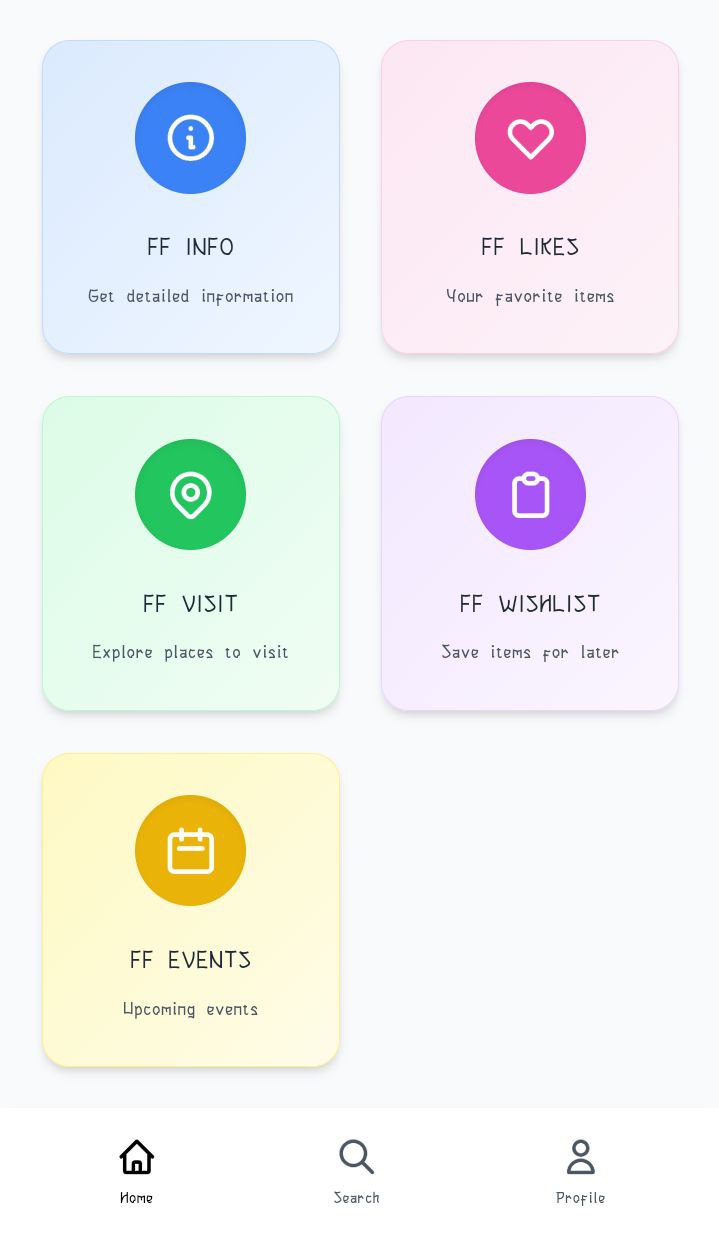 FF INFO
Get detailed information
FF LIKES
Your favorite items
FF VISIT
Explore places to visit
FF WISHLIST
Save items for later
FF EVENTS
Upcoming events
Home
Search
Profile